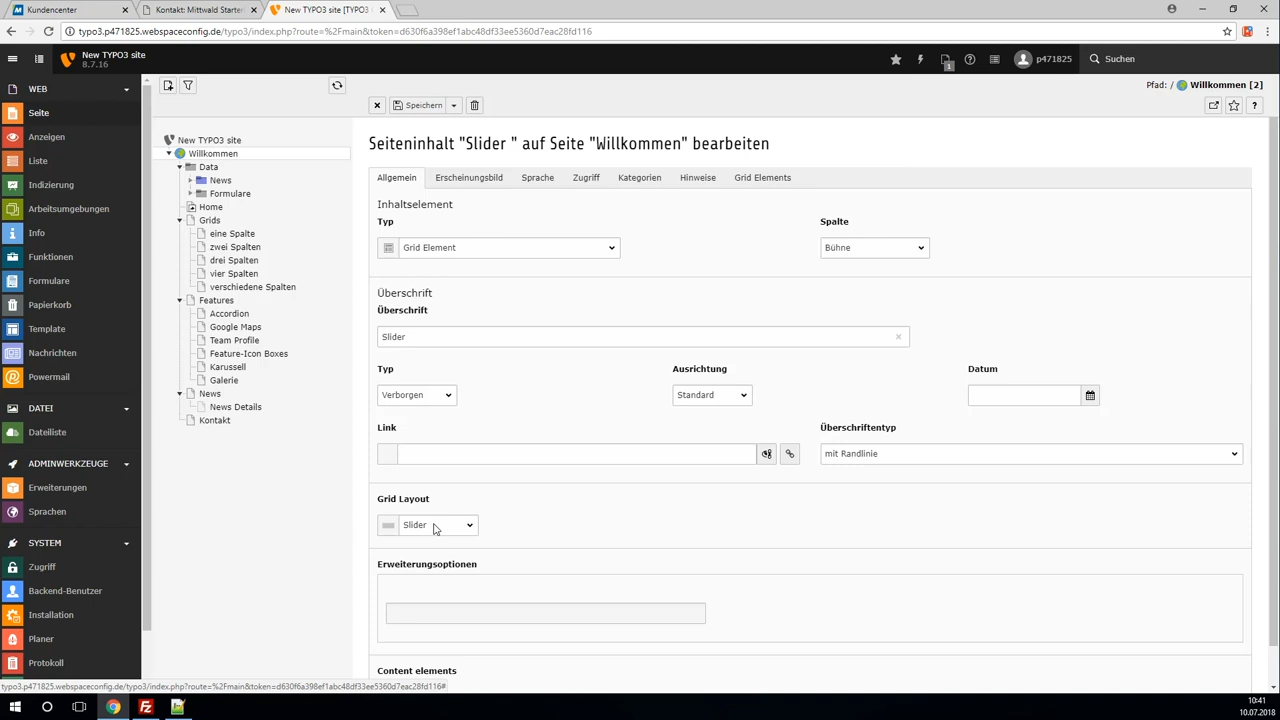 Kundencenter
Kontakt: Mittwald Starter
New TYPO3 site [TYPO3
typo3.p471825.webspaceconfig.de/typo3/index.php?route=%2Fmain&token=d630f6a398ef1abc48df33ee5360d7eac28fd116
New TYPO3 site
8.7.16
1
p471825
Suchen
WEB
Seite
Anzeigen
Liste
Indizierung
Arbeitsumgebungen
Info
Funktionen
Formulare
Papierkorb
Template
Nachrichten
Powermail
DATEI
Dateiliste
ADMINWERKZEUGE
Erweiterungen
Sprachen
SYSTEM
Zugriff
Backend-Benutzer
Installation
Planer
Protokoll
New TYPO3 site
Willkommen
Data
News
Formulare
Home
Grids
eine Spalte
zwei Spalten
drei Spalten
vier Spalten
verschiedene Spalten
Features
Accordion
Google Maps
Team Profile
Feature-Icon Boxes
Karussell
Galerie
News
News Details
Kontakt
Pfad: / Willkommen [2]
Speichern
Seiteninhalt "Slider " auf Seite "Willkommen" bearbeiten
Allgemein Erscheinungsbild Sprache Zugriff Kategorien Hinweise Grid Elements
Inhaltselement
Typ Spalte
Grid Element Bühne
Überschrift
Überschrift
Slider
Typ Ausrichtung Datum
Verborgen Standard
Link Überschriftentyp
mit Randlinie
Grid Layout
Slider
Erweiterungsoptionen
Content elements
typo3.p471825.webspaceconfig.de/typo3/index.php?route=%2Fmain&token=d630f6a398ef1abc48df33ee5360d7eac28fd116#
10:41
10.07.2018